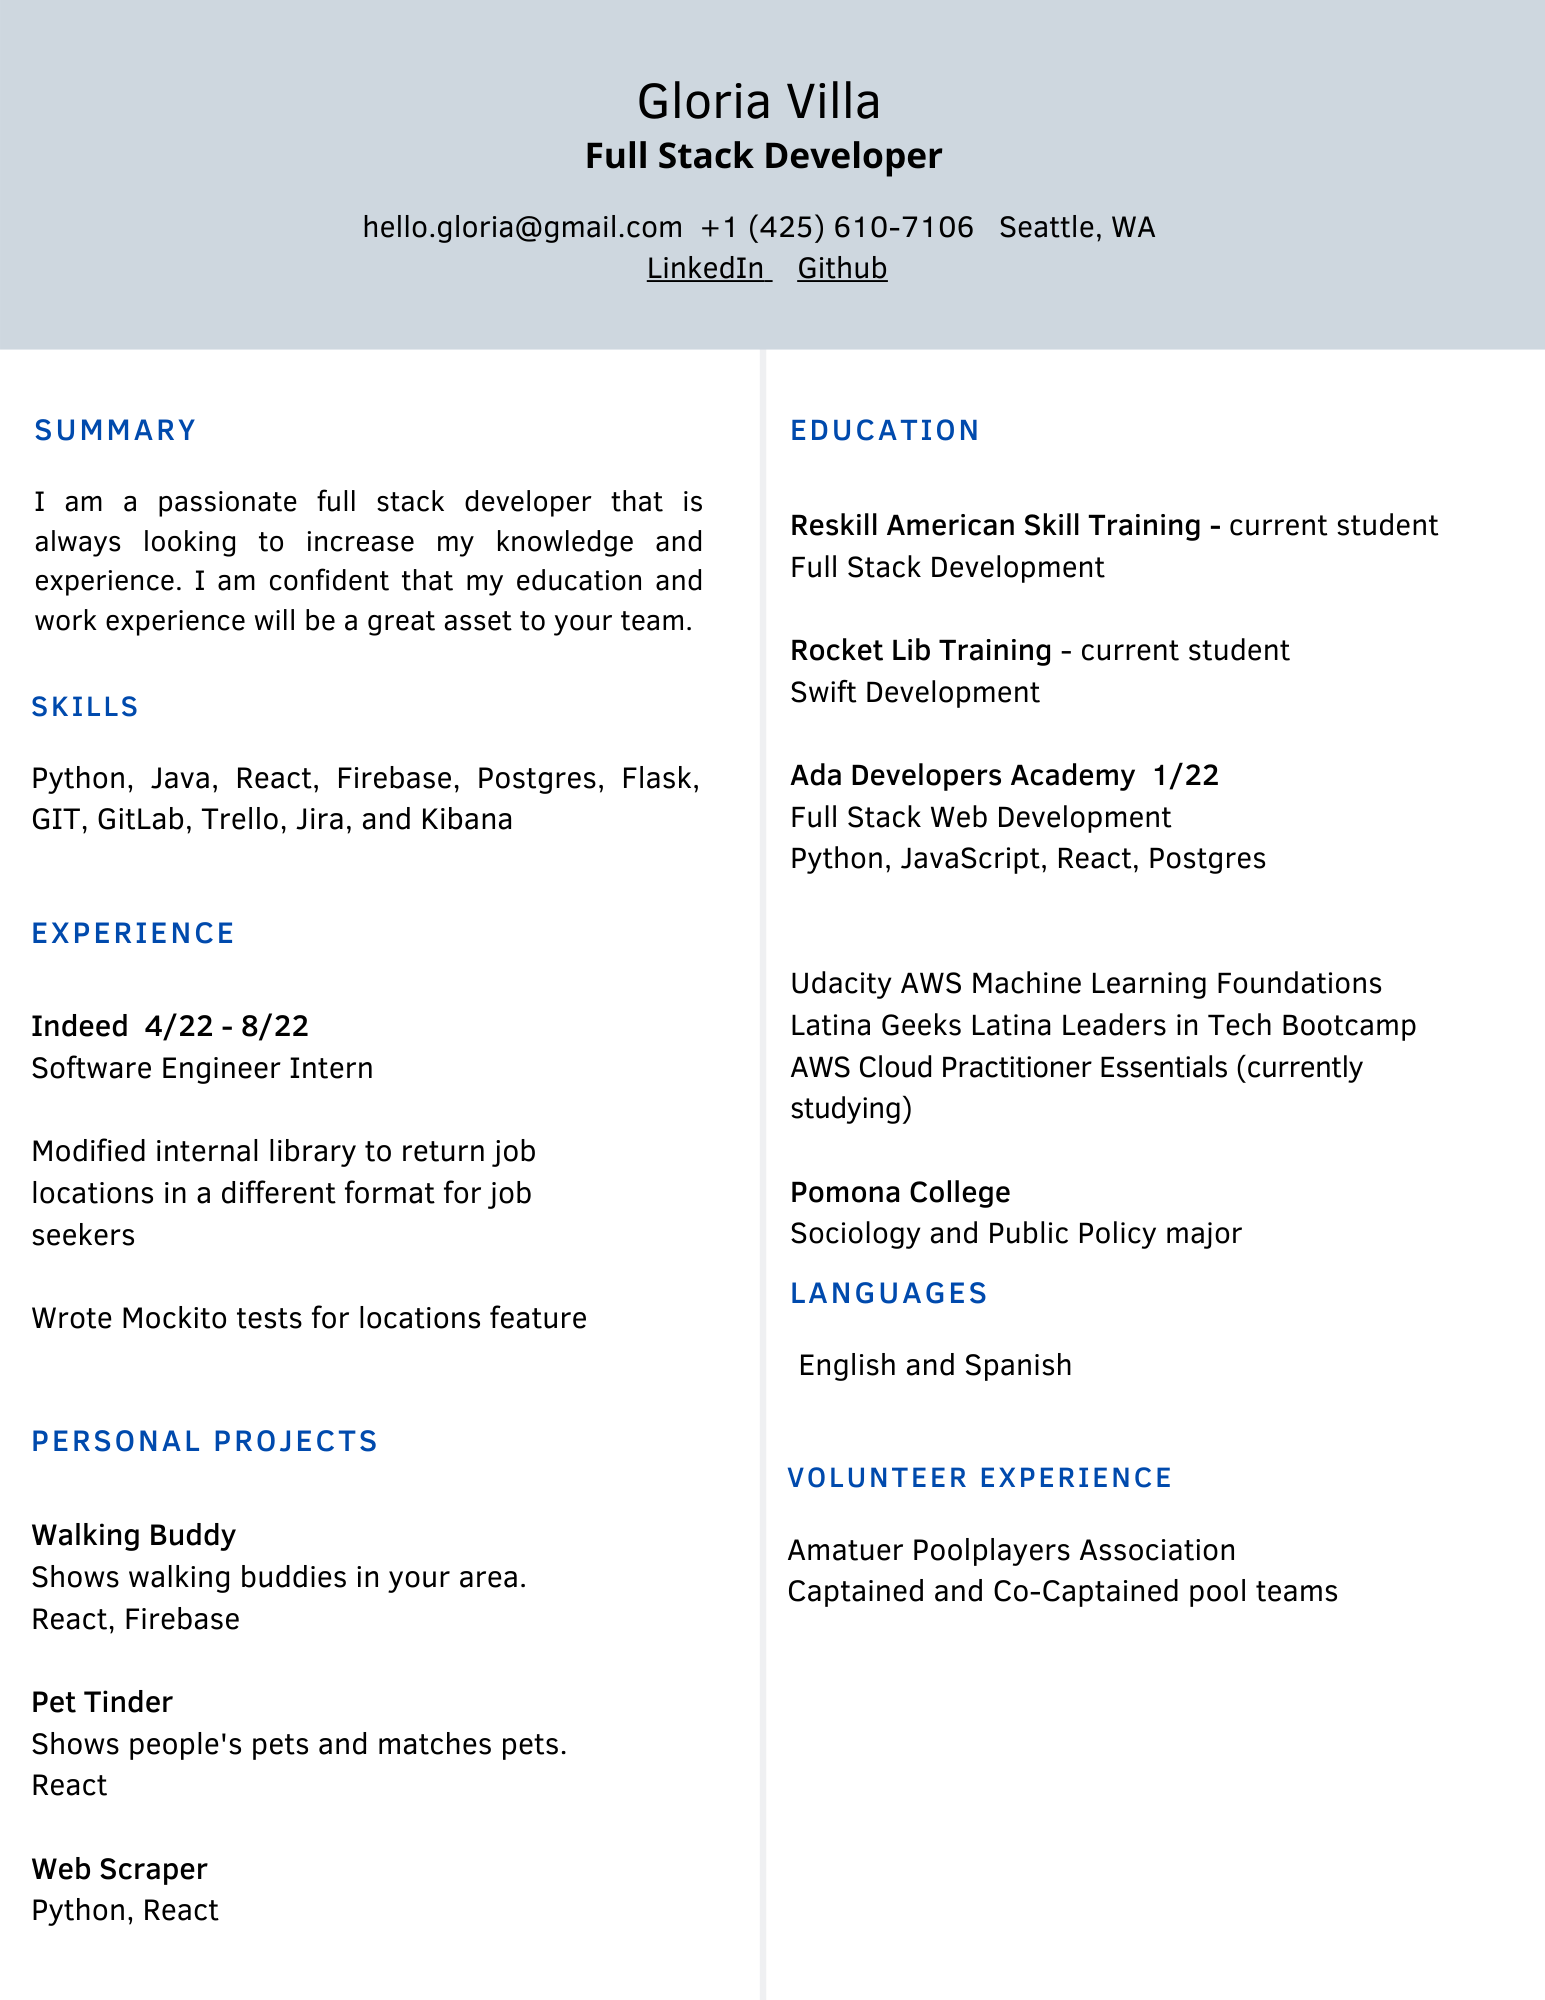 Gloria Villa
Full Stack Developer
hello.gloria@gmail.com +1 (425) 610-7106 Seattle, WA
LinkedIn Github
SUMMARY
I am a passionate full stack developer that is
always looking to increase my knowledge and
experience. I am confident that my education and
work experience will be a great asset to your team.
SKILLS
Python, Java, React, Firebase, Postgres, Flask,
GIT, GitLab, Trello, Jira, and Kibana
EXPERIENCE
Indeed 4/22 - 8/22
Software Engineer Intern
Modified internal library to return job
locations in a different format for job
seekers
Wrote Mockito tests for locations feature
PERSONAL PROJECTS
Walking Buddy
Shows walking buddies in your area.
React, Firebase
Pet Tinder
Shows people's pets and matches pets.
React
Web Scraper
Python, React
EDUCATION
Reskill American Skill Training - current student
Full Stack Development
Rocket Lib Training - current student
Swift Development
Ada Developers Academy 1/22
Full Stack Web Development
Python, JavaScript, React, Postgres
Udacity AWS Machine Learning Foundations
Latina Geeks Latina Leaders in Tech Bootcamp
AWS Cloud Practitioner Essentials (currently
studying)
Pomona College
Sociology and Public Policy major
LANGUAGES
English and Spanish
VOLUNTEER EXPERIENCE
Amatuer Poolplayers Association
Captained and Co-Captained pool teams